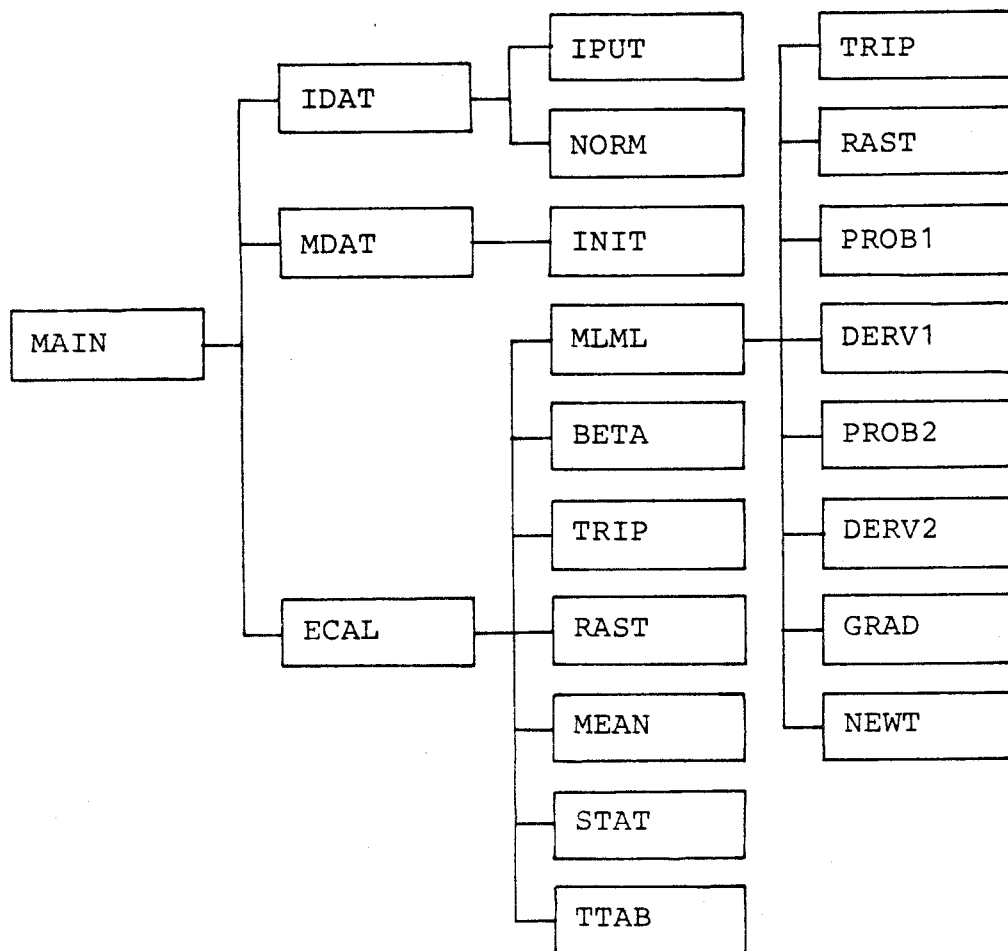 MAIN
IDAT
MDAT
ECAL
IPUT
NORM
INIT
MLML
BETA
TRIP
RAST
MEAN
STAT
TTAB
TRIP
RAST
PROB1
DERV1
PROB2
DERV2
GRAD
NEWT